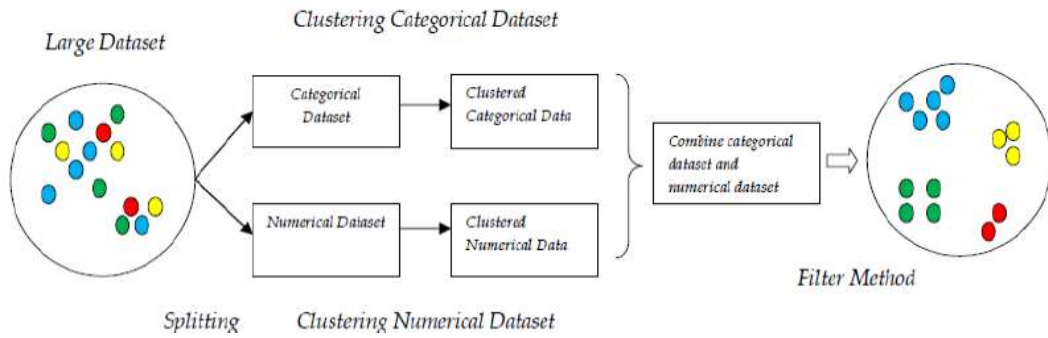 Clustering Categorical Dataset
Large Dataset
Categorical
Dataset
Clustered
Categorical Data
Combine categorical
dataset and
numerical dataset
Numerical Dataset
Clustered
Numerical Data
Filter Method
Splitting
Clustering Numerical Dataset